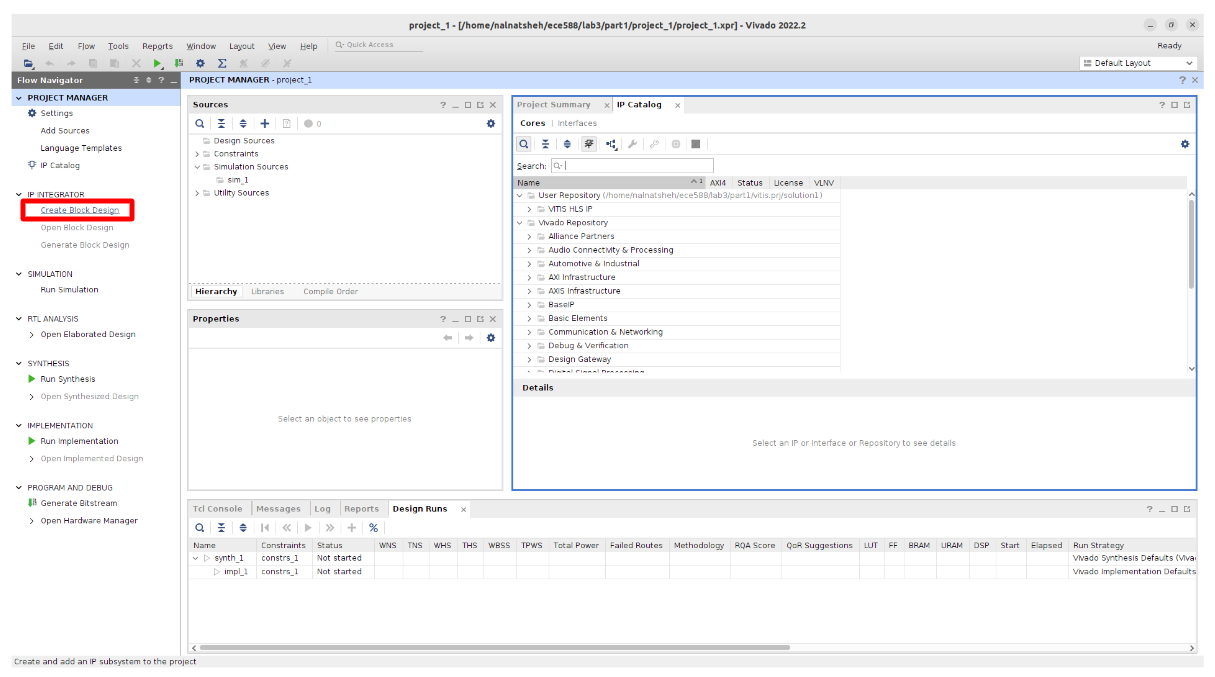 project_1 - [/home/nalnatsheh/ece588/lab3/part1/project_1/project_1.xpr] - Vivado 2022.2
File Edit Flow Tools Reports Window Layout View Help Quick Access Ready
Default Layout
Flow Navigator
PROJECT MANAGER - project_1
PROJECT MANAGER
Settings
Add Sources
Language Templates
IP Catalog
IP INTEGRATOR
Create Block Design
Open Block Design
Generate Block Design
SIMULATION
Run Simulation
RTL ANALYSIS
Open Elaborated Design
SYNTHESIS
Run Synthesis
Open Synthesized Design
IMPLEMENTATION
Run Implementation
Open Implemented Design
PROGRAM AND DEBUG
Generate Bitstream
Open Hardware Manager
Sources
0
Design Sources
Constraints
Simulation Sources
sim_1
Utility Sources
Hierarchy Libraries Compile Order
Properties
Select an object to see properties
Project Summary IP Catalog
Cores | Interfaces
Search:
Name 1 AXI4 Status License VLNV
User Repository (/home/nalnatsheh/ece588/lab3/part1/vitis.prj/solution1)
VITIS HLS IP
Vivado Repository
Alliance Partners
Audio Connectivity & Processing
Automotive & Industrial
AXI Infrastructure
AXIS Infrastructure
BaseIP
Basic Elements
Communication & Networking
Debug & Verification
Design Gateway
Digital Signal Processing
Details
Select an IP or Interface or Repository to see details
Tcl Console Messages Log Reports Design Runs
Name Constraints Status WNS TNS WHS THS WBSS TPWS Total Power Failed Routes Methodology RQA Score QoR Suggestions LUT FF BRAM URAM DSP Start Elapsed Run Strategy
synth_1 constrs_1 Not started Vivado Synthesis Defaults (Viva
impl_1 constrs_1 Not started Vivado Implementation Defaults
Create and add an IP subsystem to the project